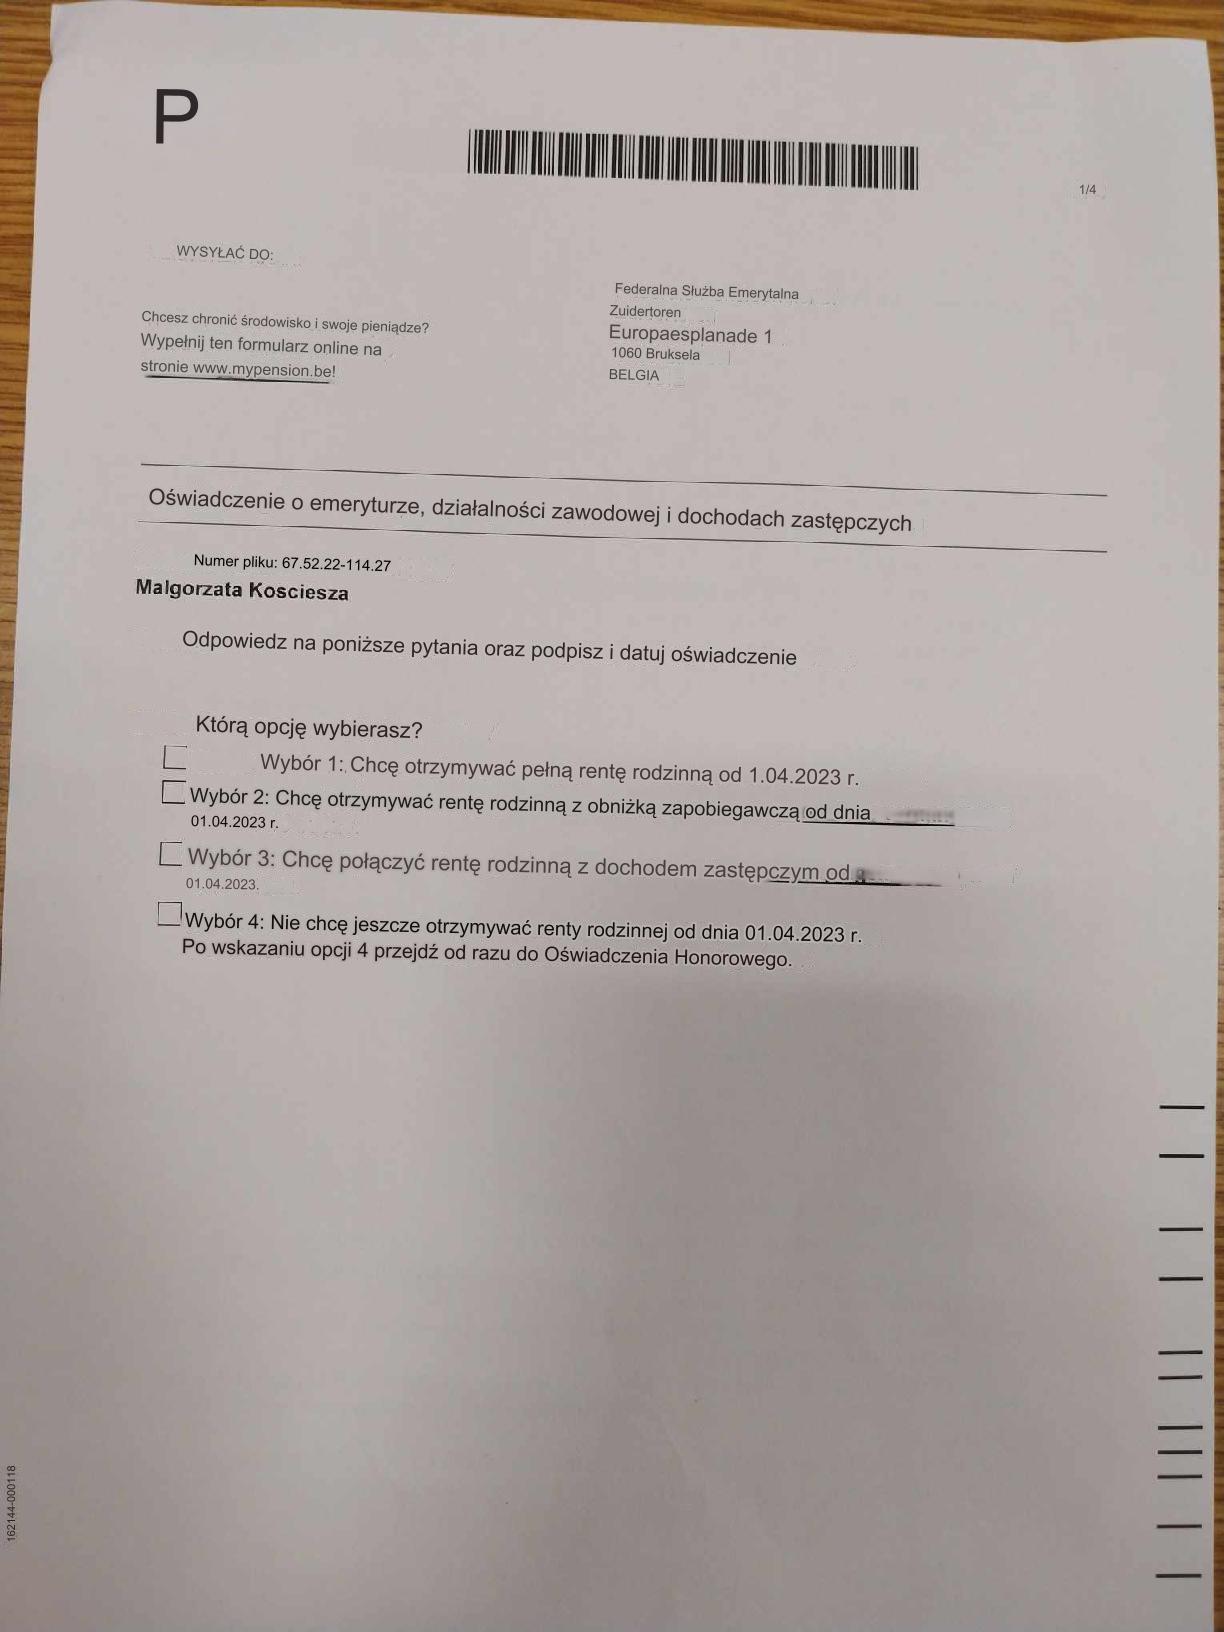 P
1/4
WYSYŁAĆ DO:
Federalna Służba Emerytalna
Zuidertoren
Europaesplanade 1
1060 Bruksela
BELGIA
Chcesz chronić środowisko i swoje pieniądze?
Wypełnij ten formularz online na
stronie www.mypension.be!
Oświadczenie o emeryturze, działalności zawodowej i dochodach zastępczych
Numer pliku: 67.52.22-114.27
Malgorzata Kosciesza
Odpowiedz na poniższe pytania oraz podpisz i datuj oświadczenie
Którą opcję wybierasz?
Wybór 1: Chcę otrzymywać pełną rentę rodzinną od 1.04.2023 r.
Wybór 2: Chcę otrzymywać rentę rodzinną z obniżką zapobiegawczą od dnia
01.04.2023 r.
Wybór 3: Chcę połączyć rentę rodzinną z dochodem zastępczym od
01.04.2023.
Wybór 4: Nie chcę jeszcze otrzymywać renty rodzinnej od dnia 01.04.2023 r.
Po wskazaniu opcji 4 przejdź od razu do Oświadczenia Honorowego.
162144-000118